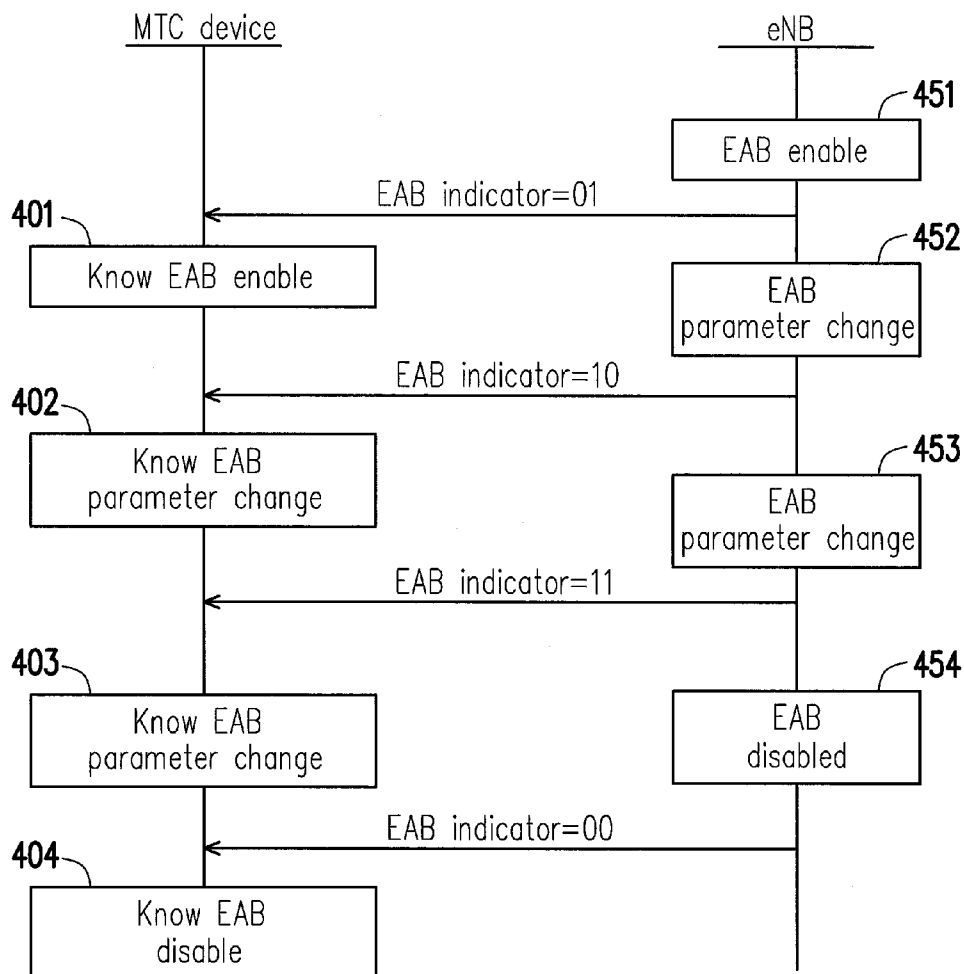 MTC device
eNB
451
EAB enable
EAB indicator=01
401
Know EAB enable
452
EAB
parameter change
EAB indicator=10
402
Know EAB
parameter change
453
EAB
parameter change
EAB indicator=11
403
Know EAB
parameter change
454
EAB
disabled
EAB indicator=00
404
Know EAB
disable